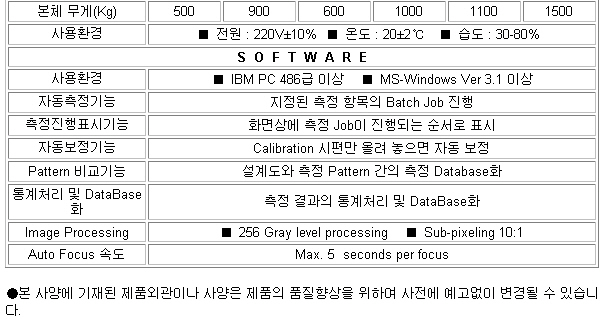 본체 무게(Kg) 500 900 600 1000 1100 1500
사용환경 ■ 전원 : 220V±10% ■ 온도 : 20±2℃ ■ 습도 : 30-80%
S O F T W A R E
사용환경 ■ IBM PC 486급 이상 ■ MS-Windows Ver 3.1 이상
자동측정기능 지정된 측정 항목의 Batch Job 진행
측정진행표시기능 화면상에 측정 Job이 진행되는 순서로 표시
자동보정기능 Calibration 시편만 올려 놓으면 자동 보정
Pattern 비교기능 설계도와 측정 Pattern 간의 측정 Database화
통계처리 및 DataBase
화 측정 결과의 통계처리 및 DataBase화
Image Processing ■ 256 Gray level processing ■ Sub-pixeling 10:1
Auto Focus 속도 Max. 5 seconds per focus
●본 사양에 기재된 제품외관이나 사양은 제품의 품질향상을 위하며 사전에 예고없이 변경될 수 있습니
다.